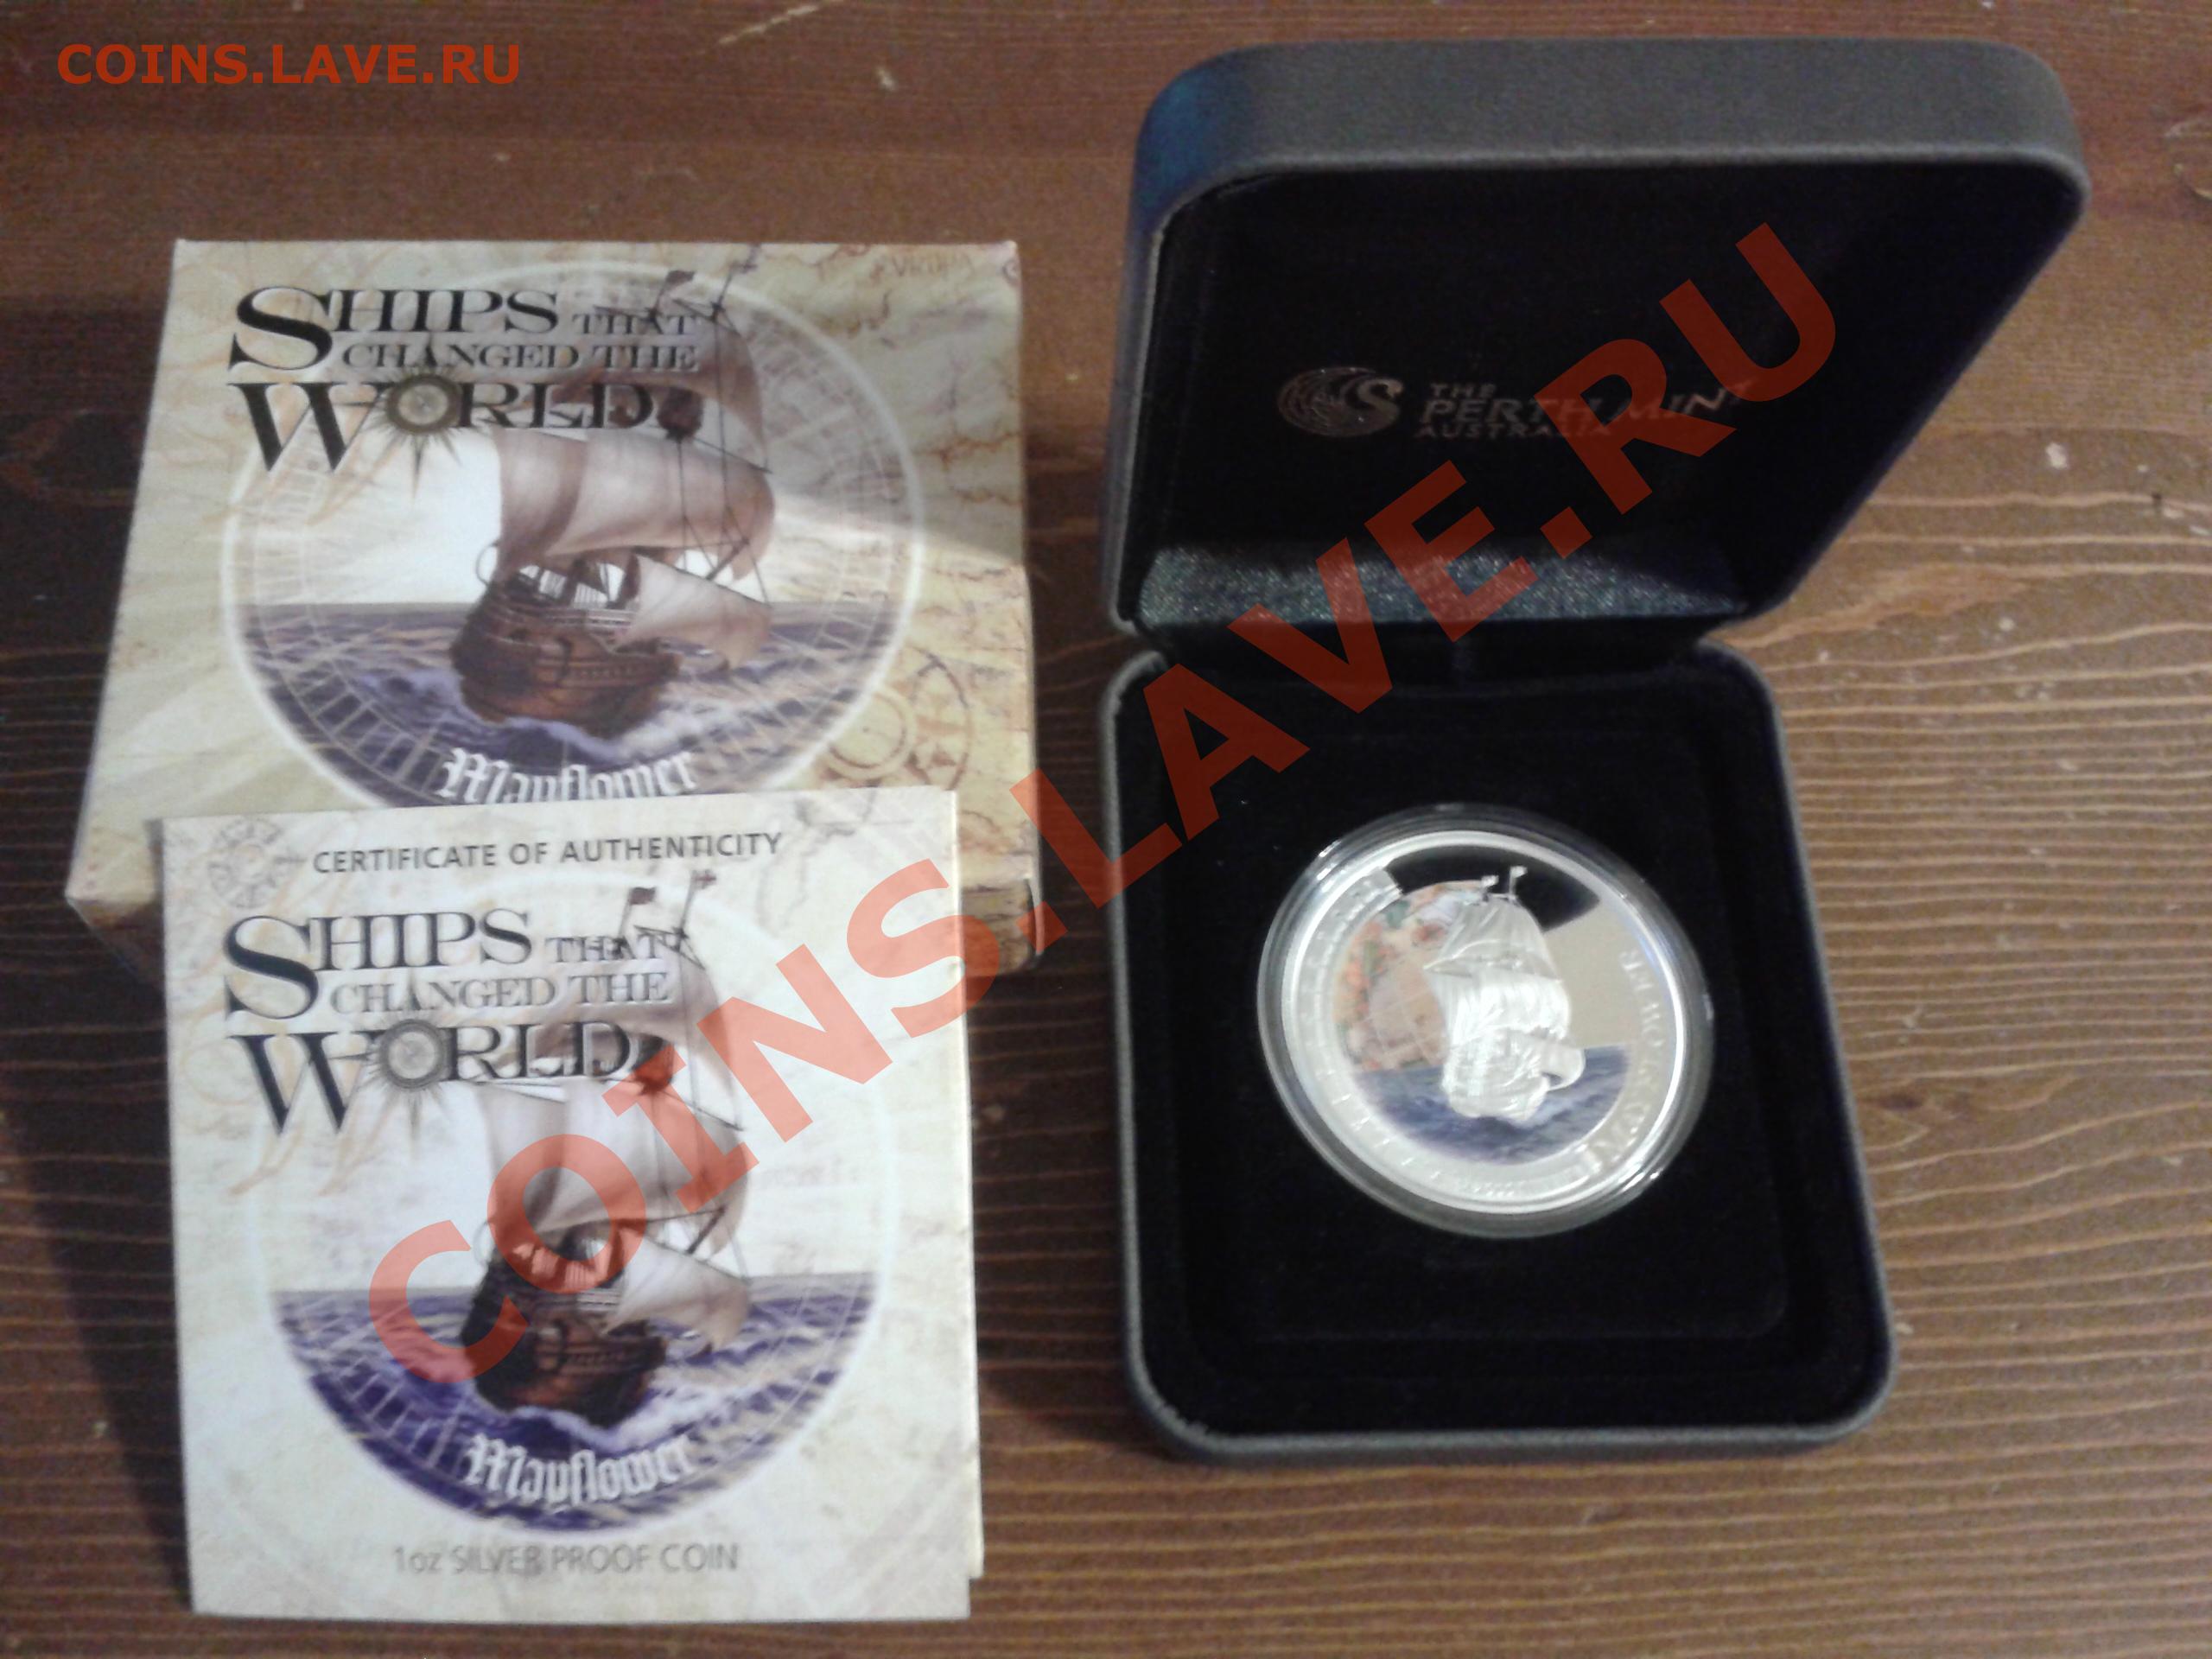 COINS.LAVE.RU
SHIPS THAT
CHANGED THE
WORLD
Mayflower
CERTIFICATE OF AUTHENTICITY
SHIPS THAT
CHANGED THE
WORLD
Mayflower
1oz SILVER PROOF COIN
THE
PERTH MINT
AUSTRALIA
MAYFLOWER
COINS.LAVE.RU